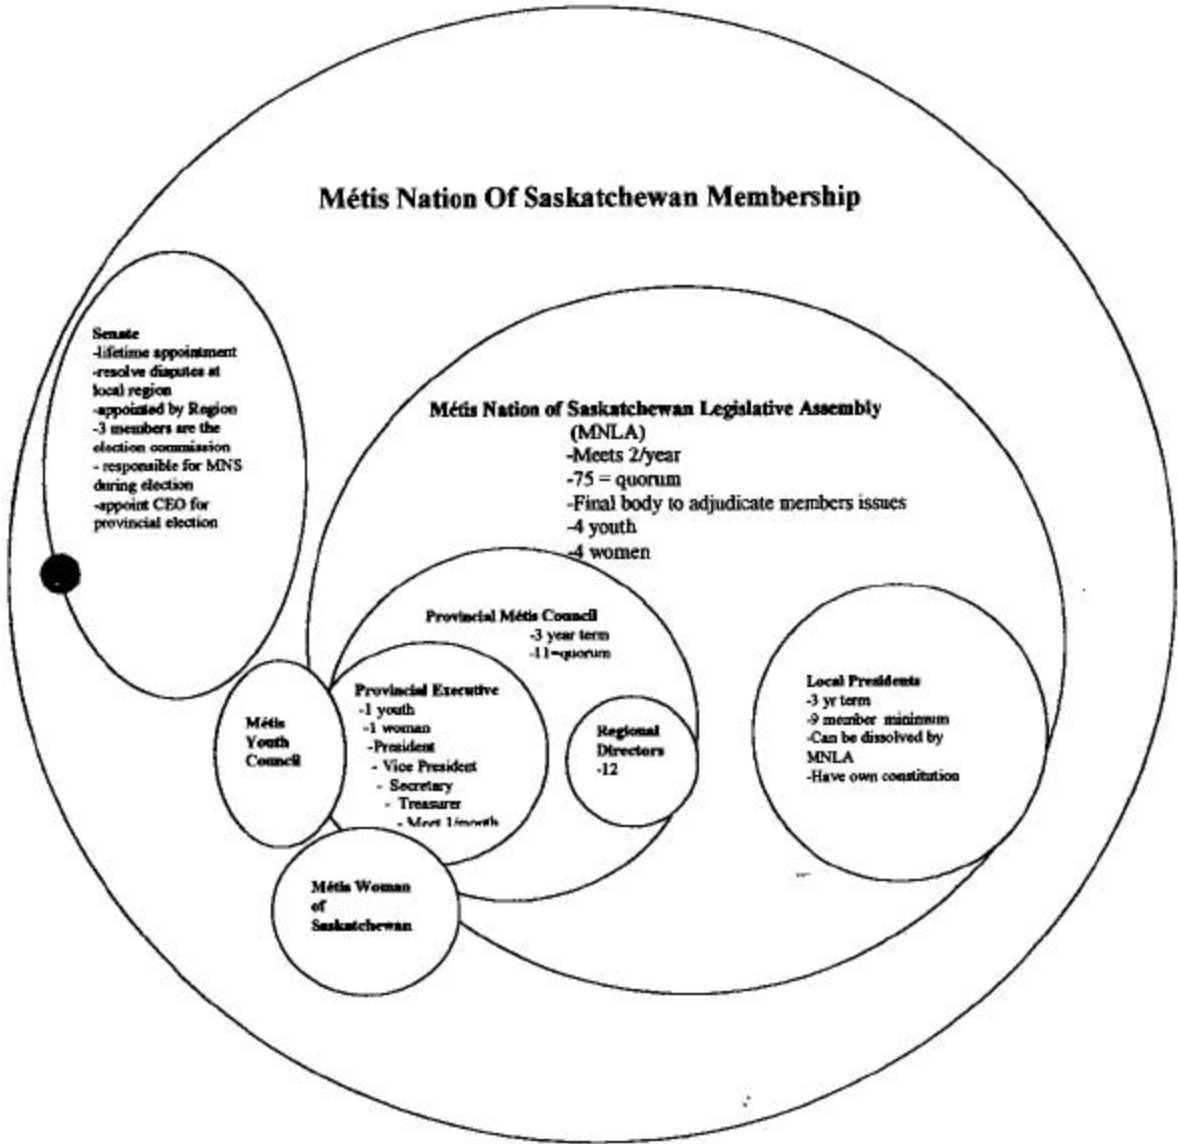 Métis Nation Of Saskatchewan Membership
Senate
-lifetime appointment
-resolve disputes at
local region
-appointed by Region
-3 members are the
election commission
- responsible for MNS
during election
-appoint CEO for
provincial election
Métis Nation of Saskatchewan Legislative Assembly
(MNLA)
-Meets 2/year
-75 = quorum
-Final body to adjudicate members issues
-4 youth
-4 women
Provincial Métis Council
-3 year term
-11=quorum
Provincial Executive
-1 youth
-1 woman
-President
- Vice President
- Secretary
- Treasurer
- Meet 1/month
Regional
Directors
-12
Local Presidents
-3 yr term
-9 member minimum
-Can be dissolved by
MNLA
-Have own constitution
Métis
Youth
Council
Métis Woman
of
Saskatchewan